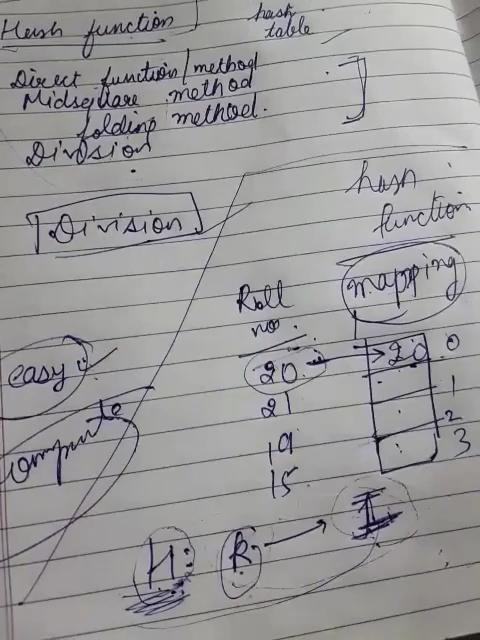 Hash function
hash
table
Direct function/method
Midsquare method
folding method.
Division
Division
hash
function
mapping
Roll
no.
20 → 20 0
21 1
19 2
15 3
easy
compute
H: K → I